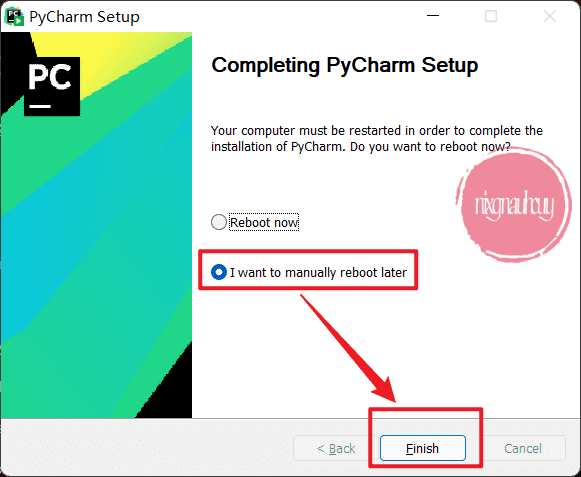 PyCharm Setup
PC
Completing PyCharm Setup
Your computer must be restarted in order to complete the
installation of PyCharm. Do you want to reboot now?
Reboot now
I want to manually reboot later
< Back
Finish
Cancel